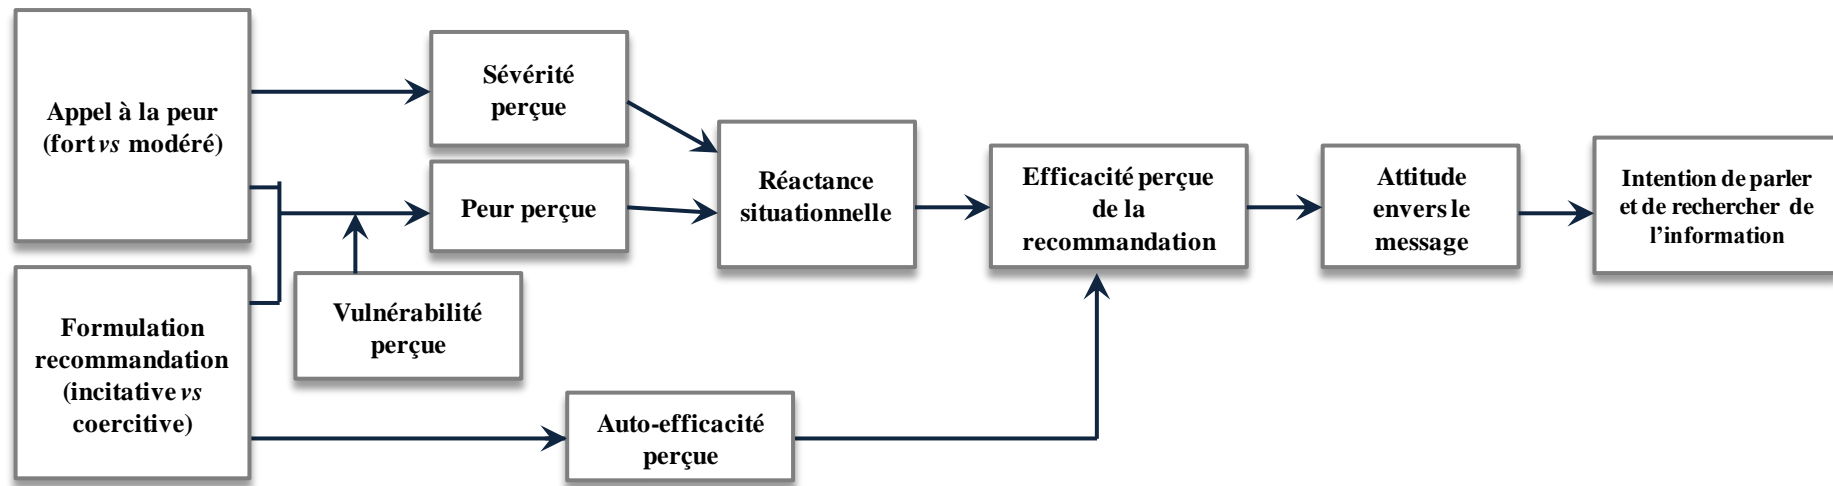 Appel à la peur
(fort vs modéré)
Sévérité
perçue
Peur perçue
Réactance
situationnelle
Efficacité perçue
de la
recommandation
Attitude
envers le
message
Intention de parler
et de rechercher de
l’information
Formulation
recommandation
(incitative vs
coercitive)
Vulnérabilité
perçue
Auto-efficacité
perçue